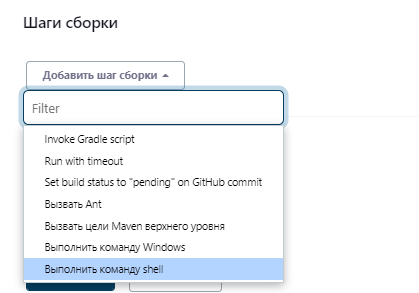 Шаги сборки
Добавить шаг сборки
Filter
Invoke Gradle script
Run with timeout
Set build status to "pending" on GitHub commit
Вызвать Ant
Вызвать цели Maven верхнего уровня
Выполнить команду Windows
Выполнить команду shell